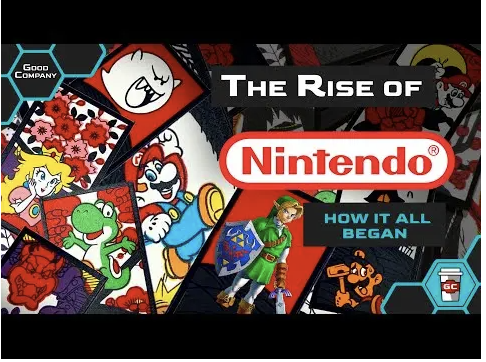 GOOD
COMPANY
THE RISE OF
Nintendo®
HOW IT ALL
BEGAN
GC